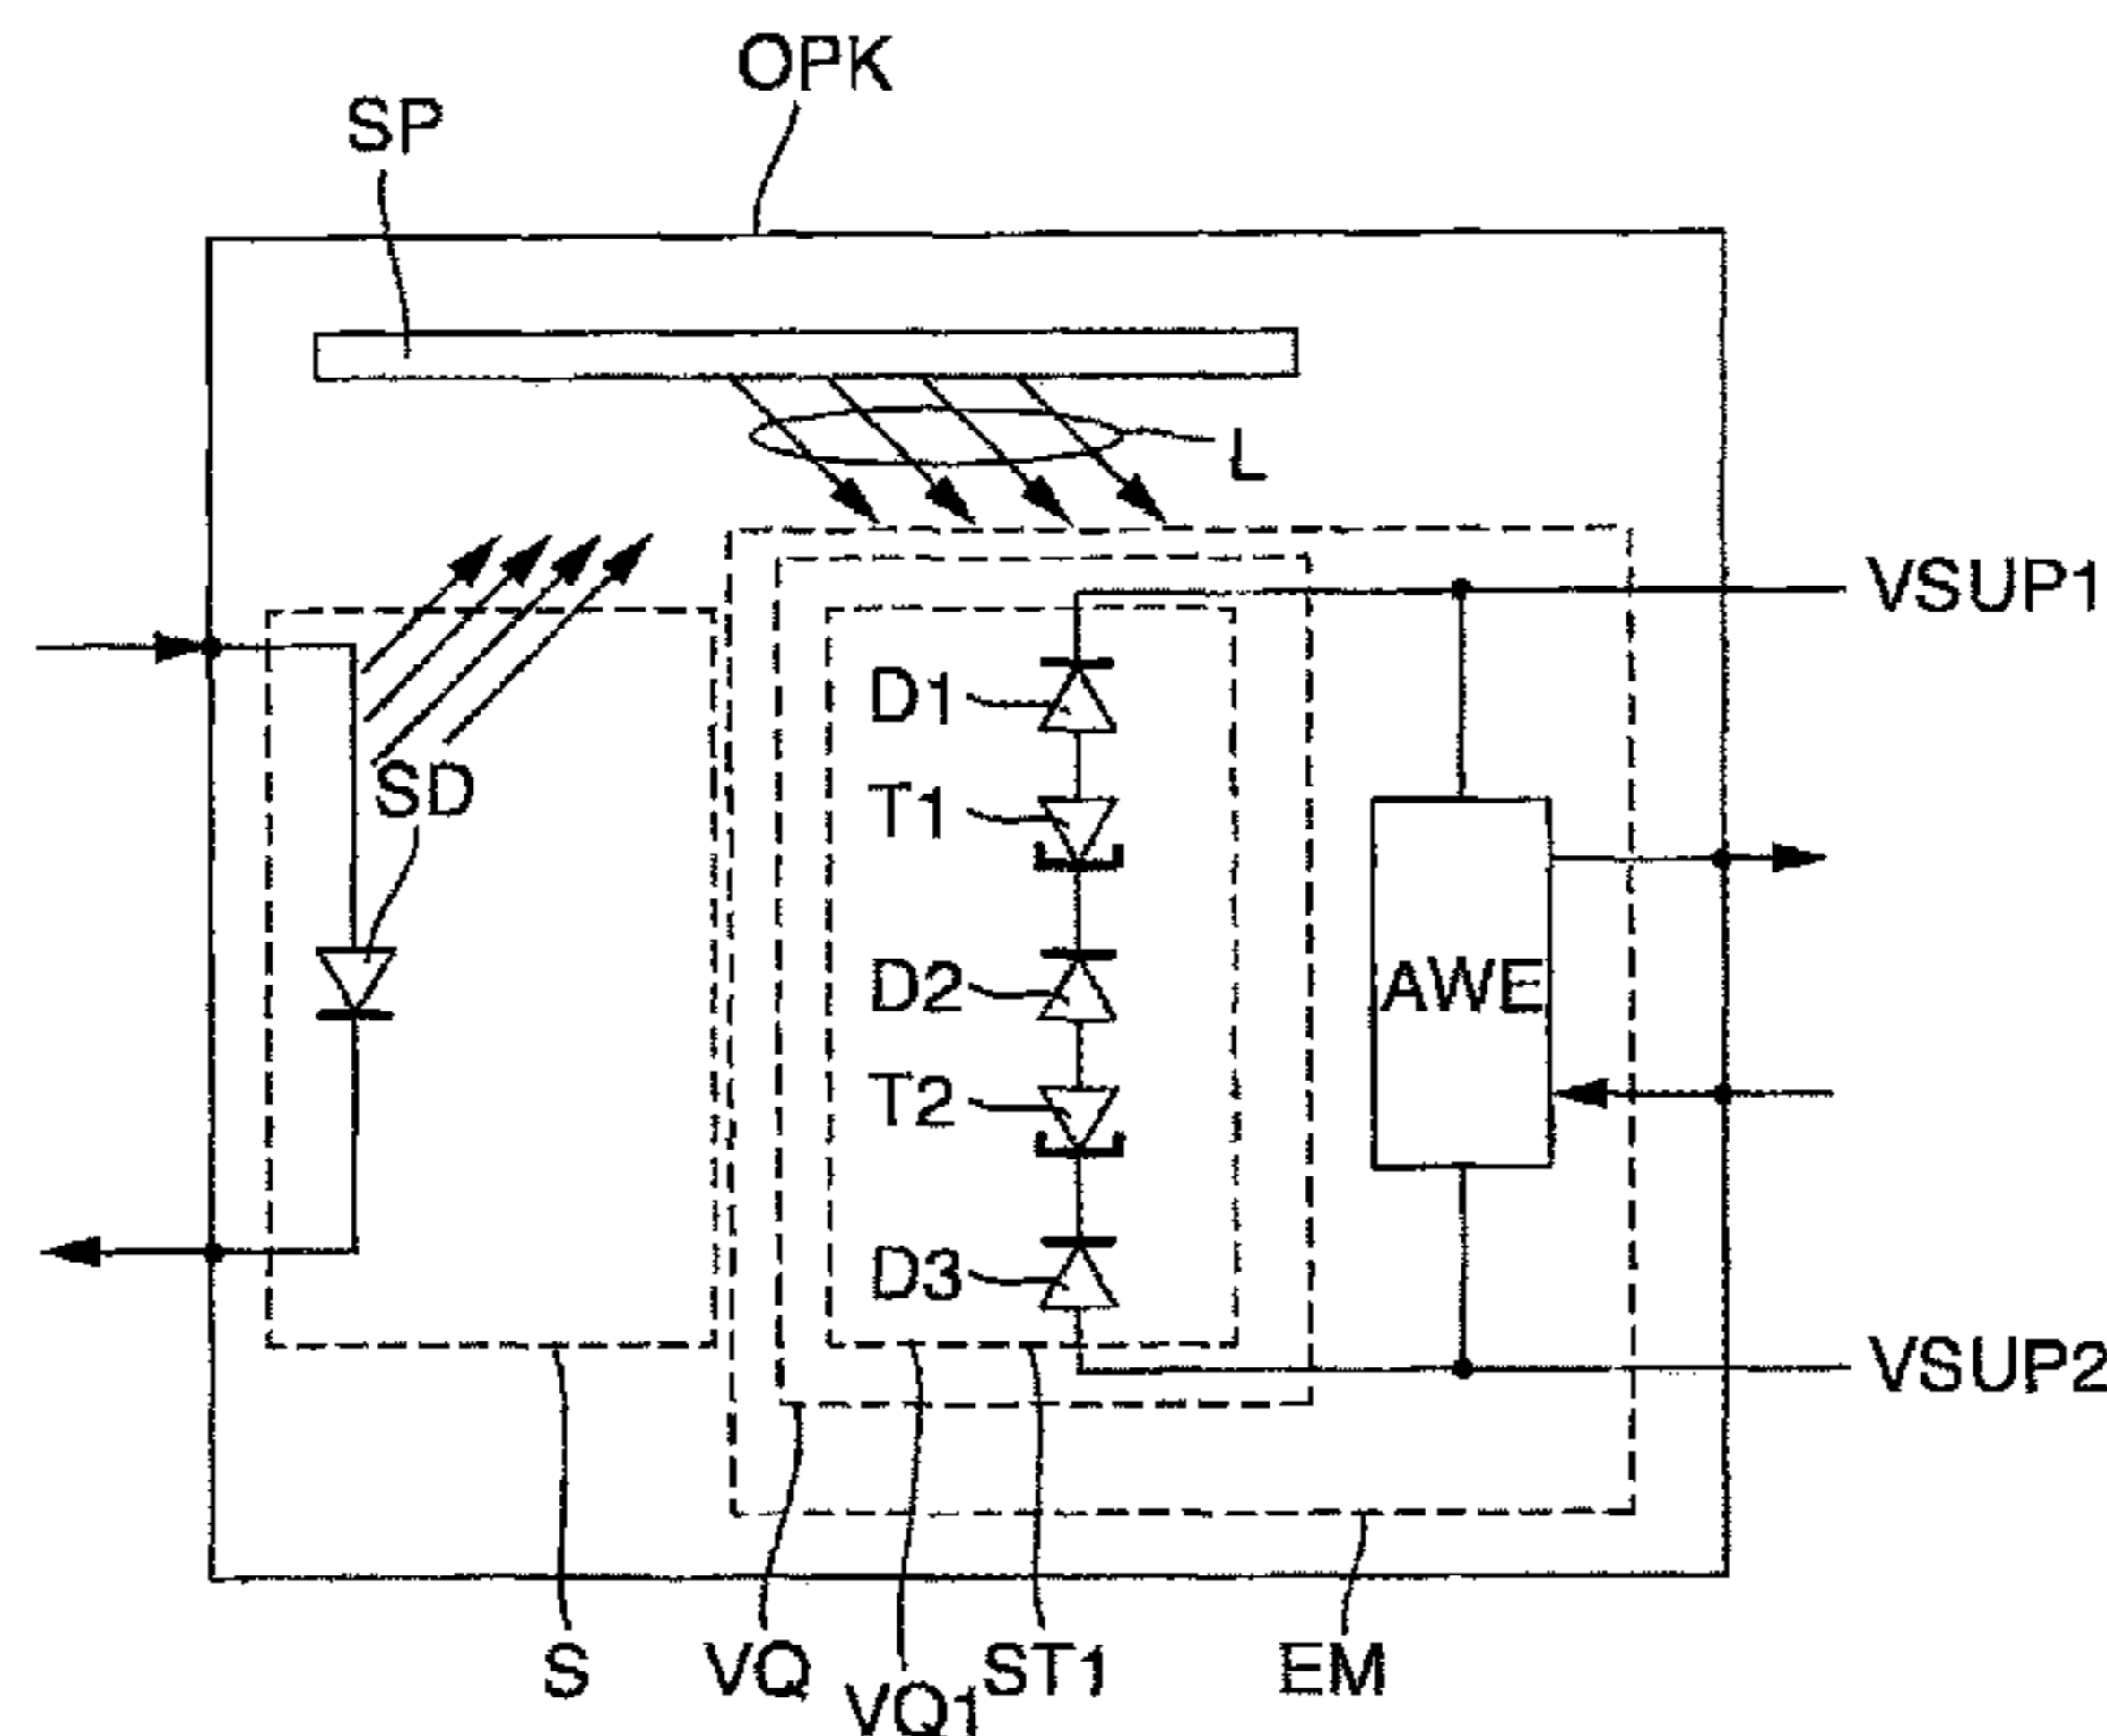 OPK
SP
L
VSUP1
D1
SD
T1
D2
AWE
T2
D3
VSUP2
S
VQ
VQ1
ST1
EM